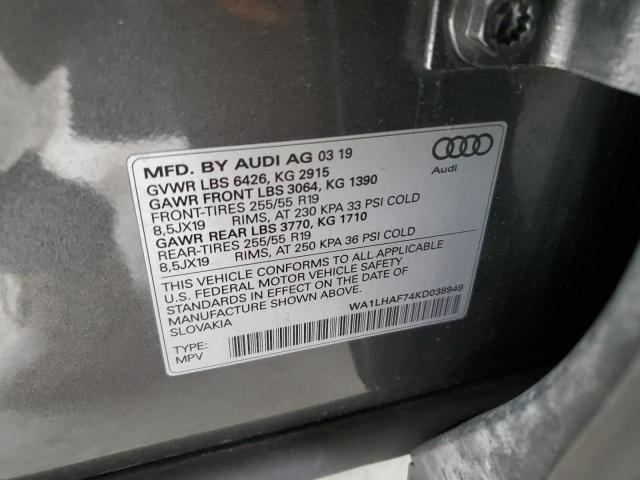 MFD. BY AUDI AG 03 19
GVWR LBS 6426, KG 2915
GAWR FRONT LBS 3064, KG 1390
FRONT-TIRES 255/55 R19
8,5JX19 RIMS, AT 230 KPA 33 PSI COLD
GAWR REAR LBS 3770, KG 1710
REAR-TIRES 255/55 R19
8,5JX19 RIMS, AT 250 KPA 36 PSI COLD
Audi
THIS VEHICLE CONFORMS TO ALL APPLICABLE
U.S. FEDERAL MOTOR VEHICLE SAFETY
STANDARDS IN EFFECT ON THE DATE OF
MANUFACTURE SHOWN ABOVE.
SLOVAKIA
WA1LHAF74KD038949
TYPE:
MPV